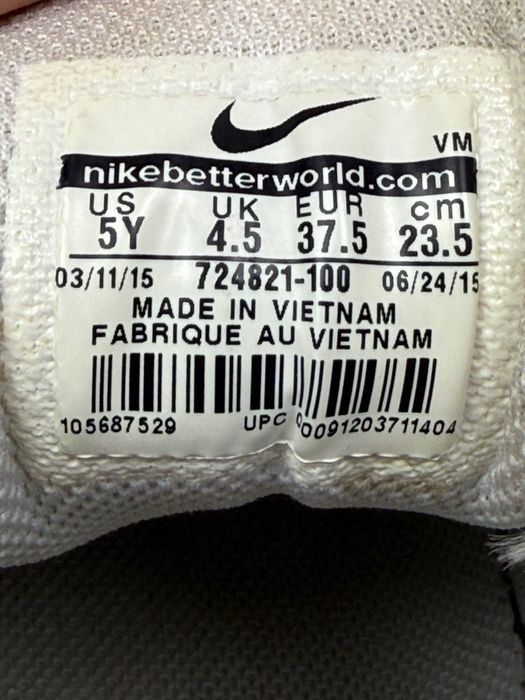 VM
nikebetterworld.com
US UK EUR cm
5Y 4.5 37.5 23.5
03/11/15 724821-100 06/24/15
MADE IN VIETNAM
FABRIQUE AU VIETNAM
105687529 UPC 00091203711404